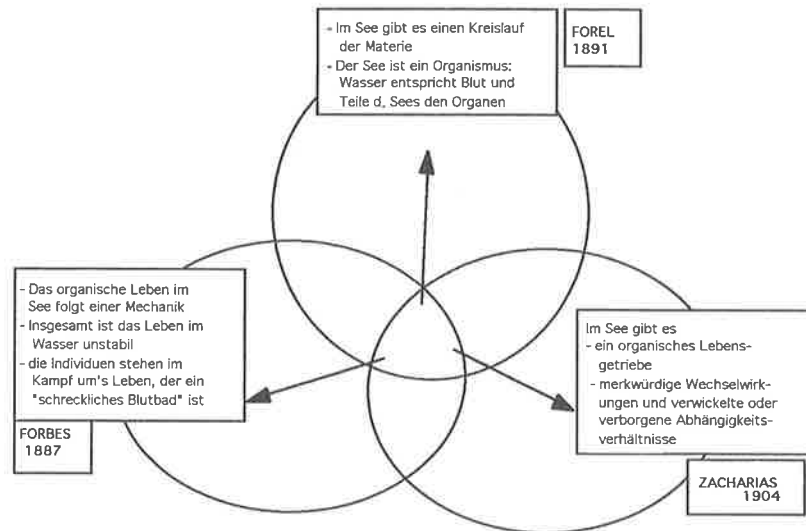 - Im See gibt es einen Kreislauf
der Materie
- Der See ist ein Organismus:
Wasser entspricht Blut und
Teile d. Sees den Organen
FOREL
1891
- Das organische Leben im
See folgt einer Mechanik
- Insgesamt ist das Leben im
Wasser unstabil
- die Individuen stehen im
Kampf um's Leben, der ein
"schreckliches Blutbad" ist
FORBES
1887
Im See gibt es
- ein organisches Lebens-
getriebe
- merkwürdige Wechselwir-
kungen und verwickelte oder
verborgene Abhängigkeits-
verhältnisse
ZACHARIAS
1904